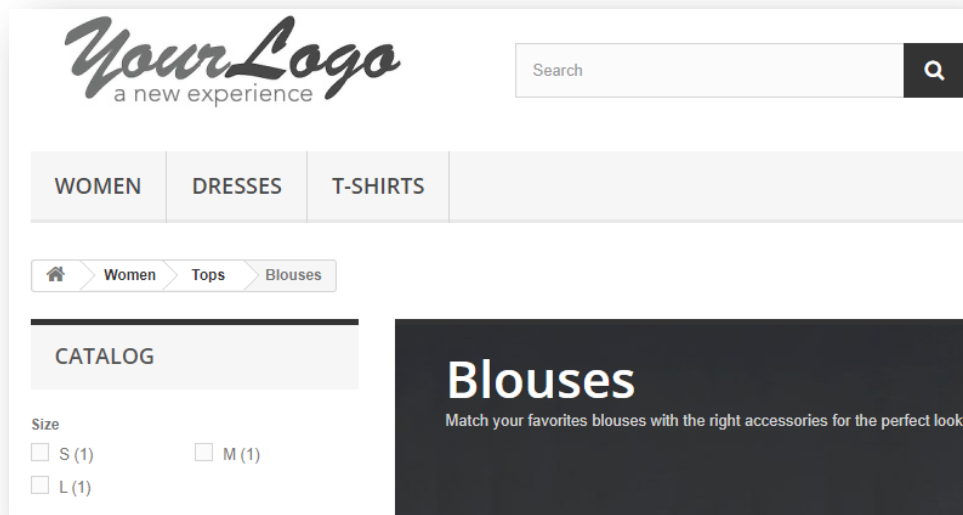 YourLogo
a new experience
Search
WOMEN DRESSES T-SHIRTS
Women Tops Blouses
CATALOG
Blouses
Match your favorites blouses with the right accessories for the perfect look
Size
S (1) M (1)
L (1)